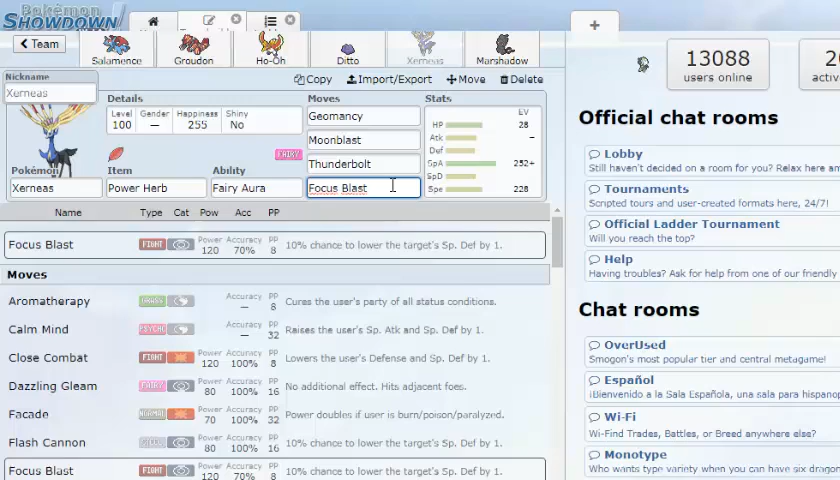 Pokémon
SHOWDOWN!
+
< Team
Salamence
Groudon
Ho-Oh
Ditto
Xerneas
Marshadow
Copy
Import/Export
Move
Delete
Nickname
Xerneas
Details
Level
100
Gender
—
Happiness
255
Shiny
No
FAIRY
Pokémon
Xerneas
Item
Power Herb
Ability
Fairy Aura
Moves
Geomancy
Moonblast
Thunderbolt
Focus Blast
Stats
EV
HP 28
Atk –
Def
SpA 252+
SpD
Spe 228
Name Type Cat Pow Acc PP
Focus Blast FIGHT Power 120 Accuracy 70% PP 8 10% chance to lower the target's Sp. Def by 1.
Moves
Aromatherapy GRASS Accuracy — PP 8 Cures the user's party of all status conditions.
Calm Mind PSYCHC Accuracy — PP 32 Raises the user's Sp. Atk and Sp. Def by 1.
Close Combat FIGHT Power 120 Accuracy 100% PP 8 Lowers the user's Defense and Sp. Def by 1.
Dazzling Gleam FAIRY Power 80 Accuracy 100% PP 16 No additional effect. Hits adjacent foes.
Facade NORMAL Power 70 Accuracy 100% PP 32 Power doubles if user is burn/poison/paralyzed.
Flash Cannon STEEL Power 80 Accuracy 100% PP 16 10% chance to lower the target's Sp. Def by 1.
Focus Blast FIGHT Power 120 Accuracy 70% PP 8 10% chance to lower the target's Sp. Def by 1.
13088
users online
activ
Official chat rooms
Lobby
Still haven't decided on a room for you? Relax here am
Tournaments
Scripted tours and user-created formats here, 24/7!
Official Ladder Tournament
Will you reach the top?
Help
Having troubles? Ask for help from one of our friendly
Chat rooms
OverUsed
Smogon's most popular tier and central metagame!
Español
¡Bienvenido a la Sala Española, una sala para hispanop
Wi-Fi
Wi-Find Trades, Battles, or Breed anywhere else?
Monotype
Who wants type variety when you can have six dragon